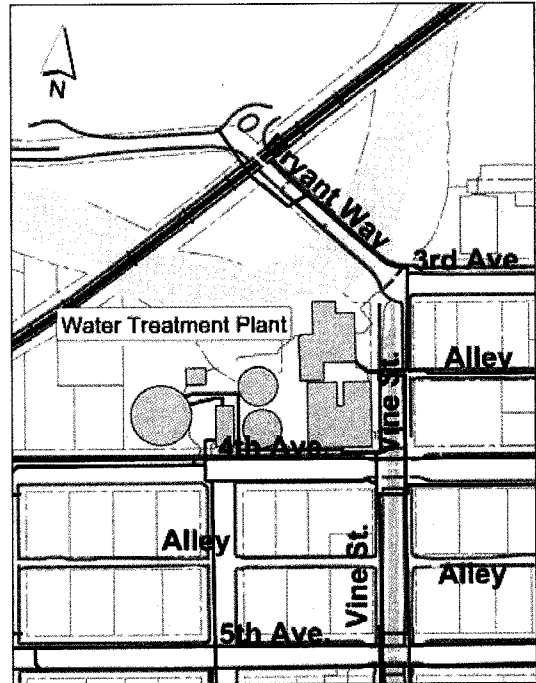 N
Bryant Way
3rd Ave.
Water Treatment Plant
Alley
Vine St.
4th Ave.
Alley
Vine St.
Alley
5th Ave.